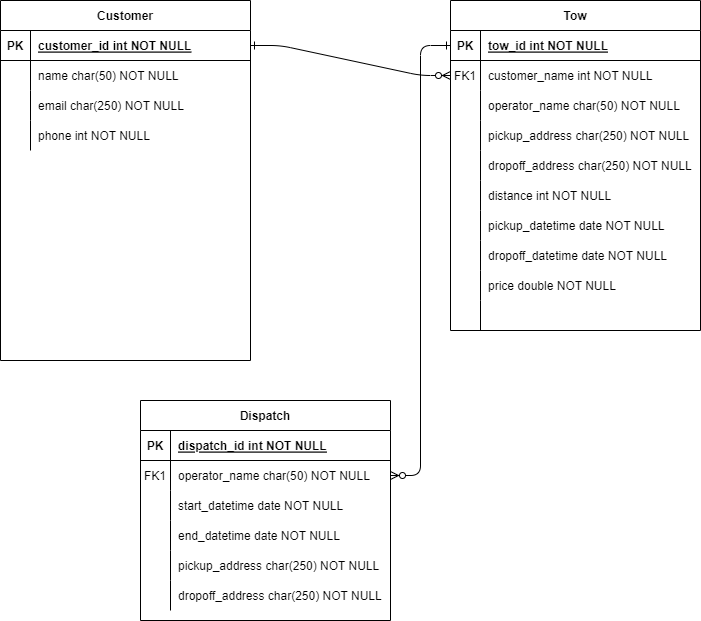 Customer
PK customer_id int NOT NULL
name char(50) NOT NULL
email char(250) NOT NULL
phone int NOT NULL
Tow
PK tow_id int NOT NULL
FK1 customer_name int NOT NULL
operator_name char(50) NOT NULL
pickup_address char(250) NOT NULL
dropoff_address char(250) NOT NULL
distance int NOT NULL
pickup_datetime date NOT NULL
dropoff_datetime date NOT NULL
price double NOT NULL
Dispatch
PK dispatch_id int NOT NULL
FK1 operator_name char(50) NOT NULL
start_datetime date NOT NULL
end_datetime date NOT NULL
pickup_address char(250) NOT NULL
dropoff_address char(250) NOT NULL